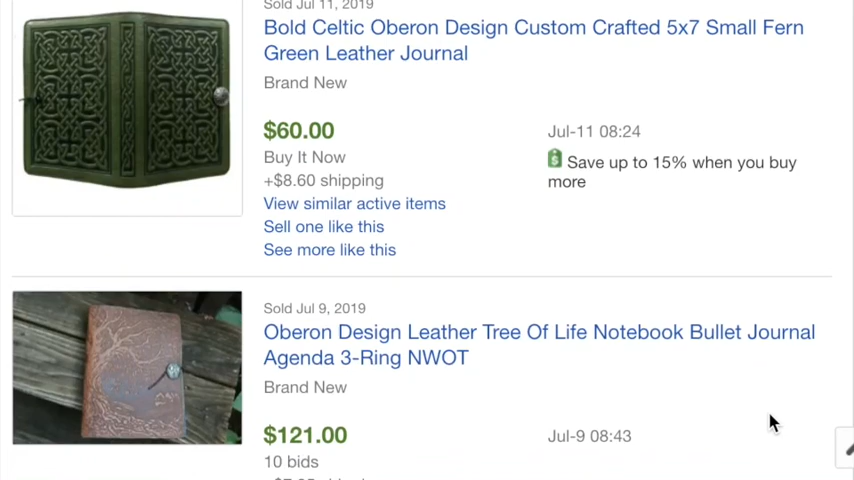 Sold Jul 11, 2019
Bold Celtic Oberon Design Custom Crafted 5x7 Small Fern
Green Leather Journal
Brand New
$60.00
Jul-11 08:24
Buy It Now
Save up to 15% when you buy
more
+$8.60 shipping
View similar active items
Sell one like this
See more like this
Sold Jul 9, 2019
Oberon Design Leather Tree Of Life Notebook Bullet Journal
Agenda 3-Ring NWOT
Brand New
$121.00
Jul-9 08:43
10 bids